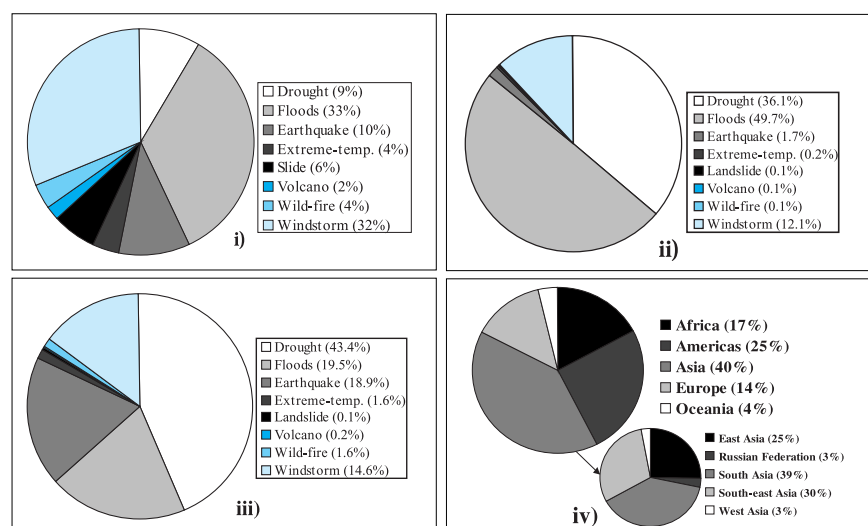 Drought (9%)
Floods (33%)
Earthquake (10%)
Extreme-temp. (4%)
Slide (6%)
Volcano (2%)
Wild-fire (4%)
Windstorm (32%)
i)
Drought (36.1%)
Floods (49.7%)
Earthquake (1.7%)
Extreme-temp. (0.2%)
Landslide (0.1%)
Volcano (0.1%)
Wild-fire (0.1%)
Windstorm (12.1%)
ii)
Drought (43.4%)
Floods (19.5%)
Earthquake (18.9%)
Extreme-temp. (1.6%)
Landslide (0.1%)
Volcano (0.2%)
Wild-fire (1.6%)
Windstorm (14.6%)
iii)
Africa (17%)
Americas (25%)
Asia (40%)
Europe (14%)
Oceania (4%)
East Asia (25%)
Russian Federation (3%)
South Asia (39%)
South-east Asia (30%)
West Asia (3%)
iv)